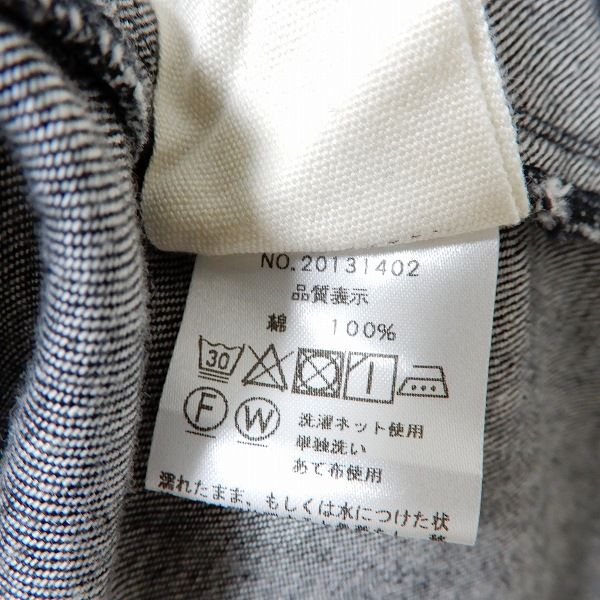 NO.20131402
品質表示
綿 100%
30
F W 洗濯ネット使用
単独洗い
あて布使用
濡れたまま、もしくは水につけた状